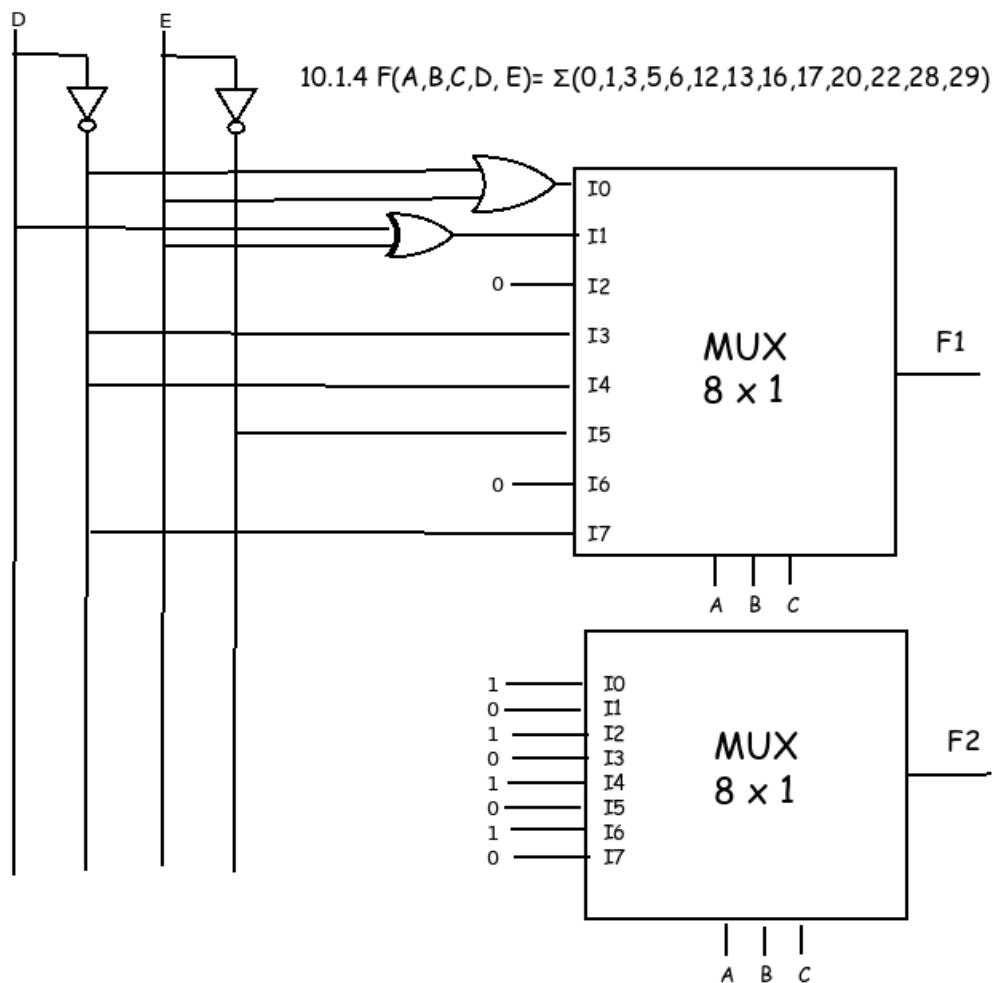 D
E
10.1.4 F(A,B,C,D, E)= Σ(0,1,3,5,6,12,13,16,17,20,22,28,29)
I0
I1
0 I2
I3
I4
I5
0 I6
I7
MUX
8 x 1
F1
A B C
1 I0
0 I1
1 I2
0 I3
1 I4
0 I5
1 I6
0 I7
MUX
8 x 1
F2
A B C